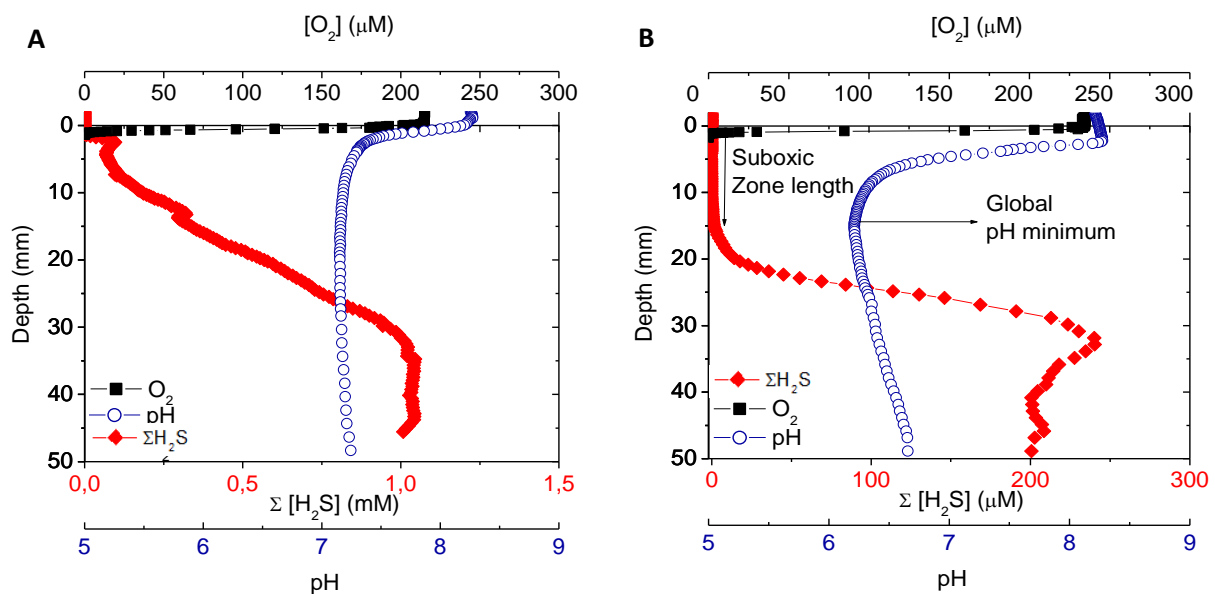 A
[O₂] (μM)
0 50 100 150 200 250 300
0
10
20
30
40
50
Depth (mm)
O₂
pH
ΣH₂S
0,0 0,5 1,0 1,5
Σ [H₂S] (mM)
5 6 7 8 9
pH
B
[O₂] (μM)
0 50 100 150 200 250 300
0
10
20
30
40
50
Depth (mm)
Suboxic
Zone length
Global
pH minimum
ΣH₂S
O₂
pH
0 100 200 300
Σ [H₂S] (μM)
5 6 7 8 9
pH